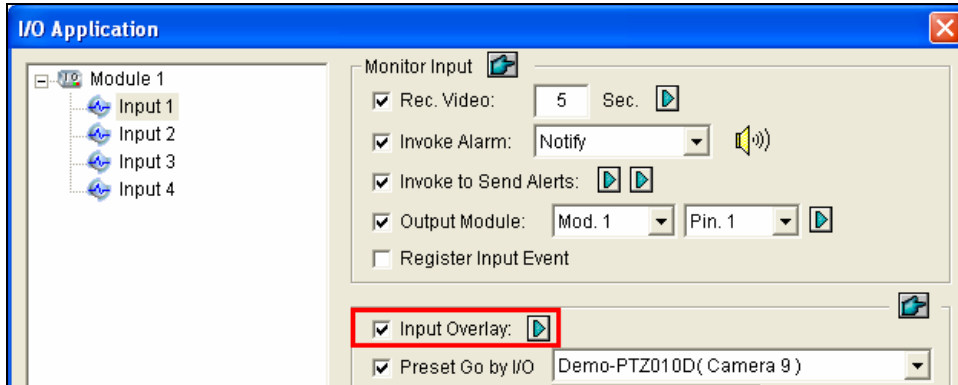 I/O Application
Module 1
Input 1
Input 2
Input 3
Input 4
Monitor Input
Rec. Video: 5 Sec.
Invoke Alarm: Notify
Invoke to Send Alerts:
Output Module: Mod. 1 Pin. 1
Register Input Event
Input Overlay:
Preset Go by I/O Demo-PTZ010D( Camera 9 )